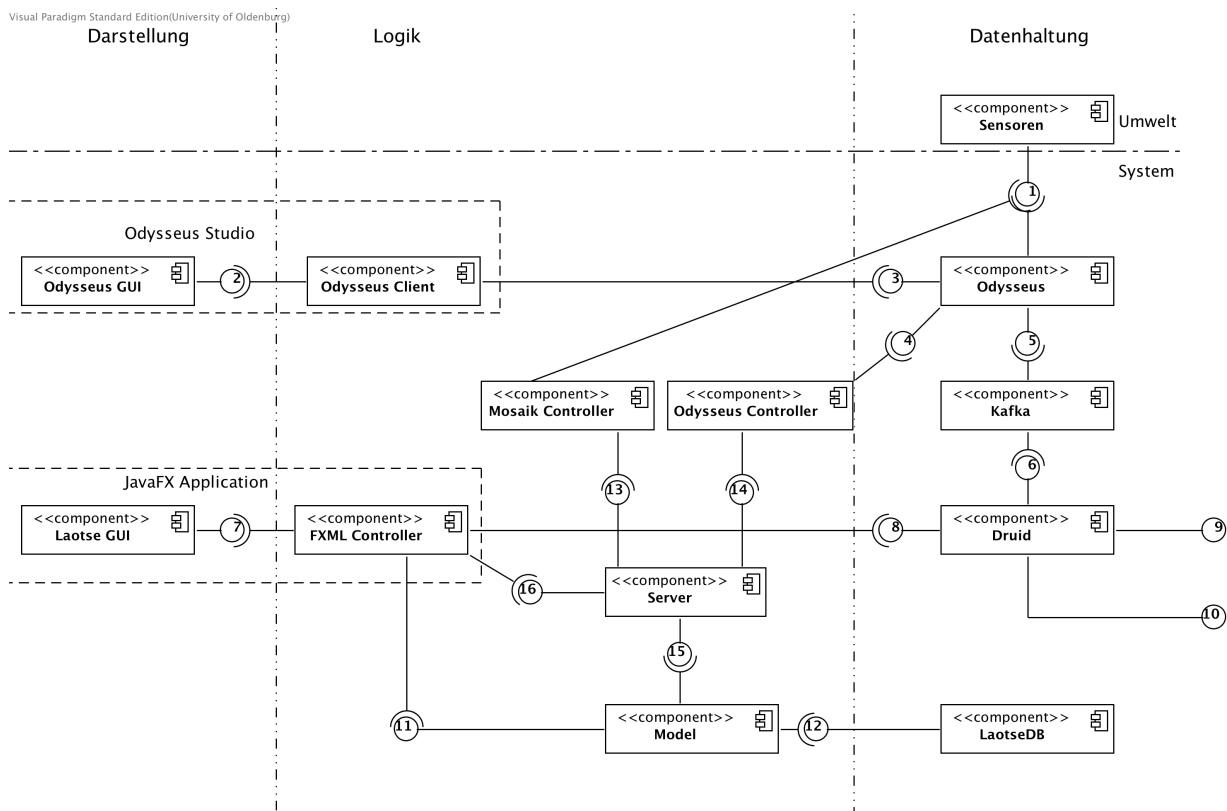 Visual Paradigm Standard Edition(University of Oldenburg)
Darstellung
Logik
Datenhaltung
<<component>>
Sensoren
Umwelt
System
1
Odysseus Studio
<<component>>
Odysseus GUI
2
<<component>>
Odysseus Client
3
<<component>>
Odysseus
4
5
<<component>>
Mosaik Controller
<<component>>
Odysseus Controller
<<component>>
Kafka
6
JavaFX Application
13
14
<<component>>
Laotse GUI
7
<<component>>
FXML Controller
8
<<component>>
Druid
9
16
<<component>>
Server
10
15
11
<<component>>
Model
12
<<component>>
LaotseDB